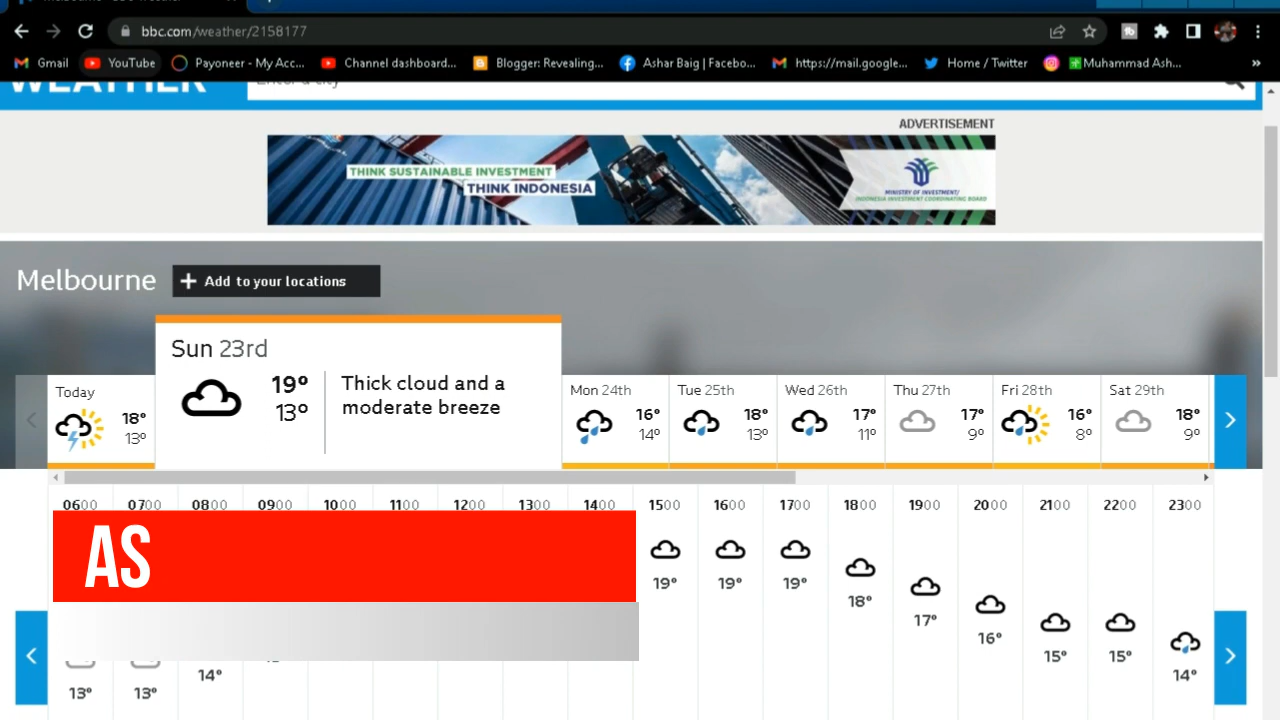 bbc.com/weather/2158177
Gmail YouTube Payoneer - My Acc... Channel dashboard... Blogger: Revealing... Ashar Baig | Facebo... https://mail.google... Home / Twitter Muhammad Ash... »
WEATHER Enter a city
ADVERTISEMENT
THINK SUSTAINABLE INVESTMENT
THINK INDONESIA
MINISTRY OF INVESTMENT/
INDONESIA INVESTMENT COORDINATING BOARD
Melbourne + Add to your locations
Sun 23rd
19° 13° Thick cloud and a
moderate breeze
Today 18° 13°
Mon 24th 16° 14°
Tue 25th 18° 13°
Wed 26th 17° 11°
Thu 27th 17° 9°
Fri 28th 16° 8°
Sat 29th 18° 9°
0600 0700 0800 0900 1000 1100 1200 1300 1400 1500 1600 1700 1800 1900 2000 2100 2200 2300
AS
19° 19° 19° 18° 17° 16° 15° 15° 14°
13° 13° 14°